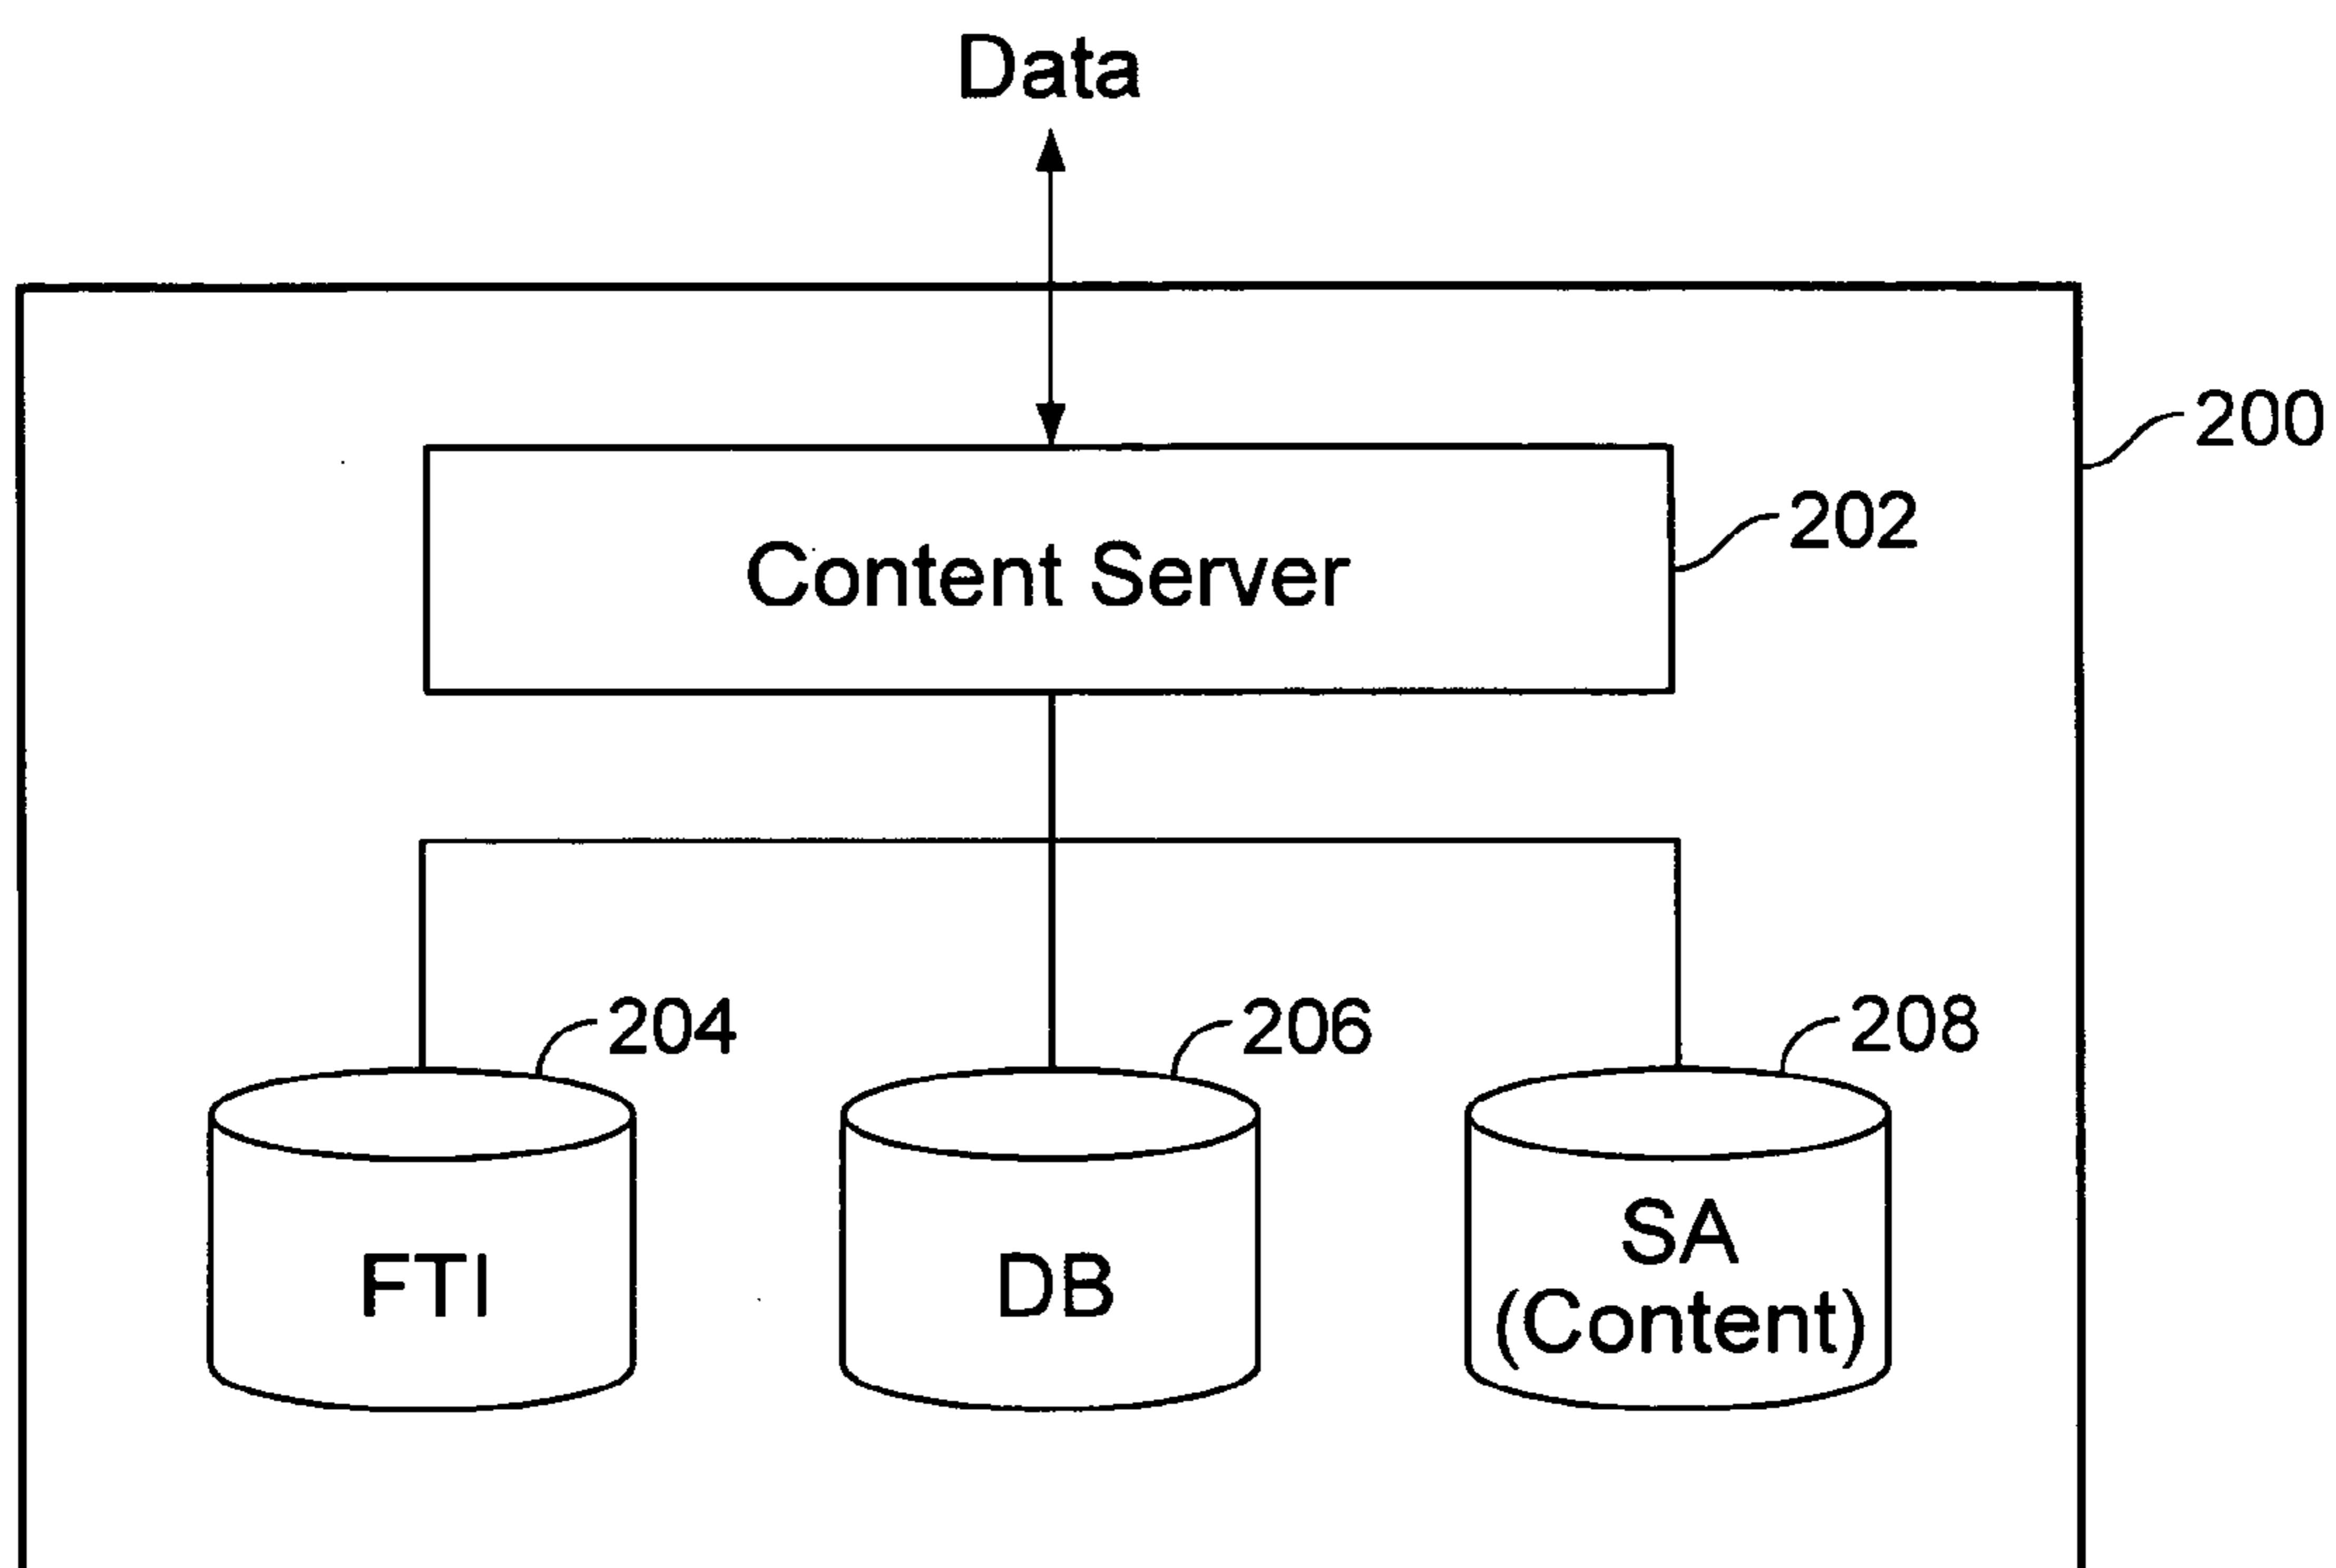 Data
200
202
Content Server
204
206
208
FTI
DB
SA
(Content)